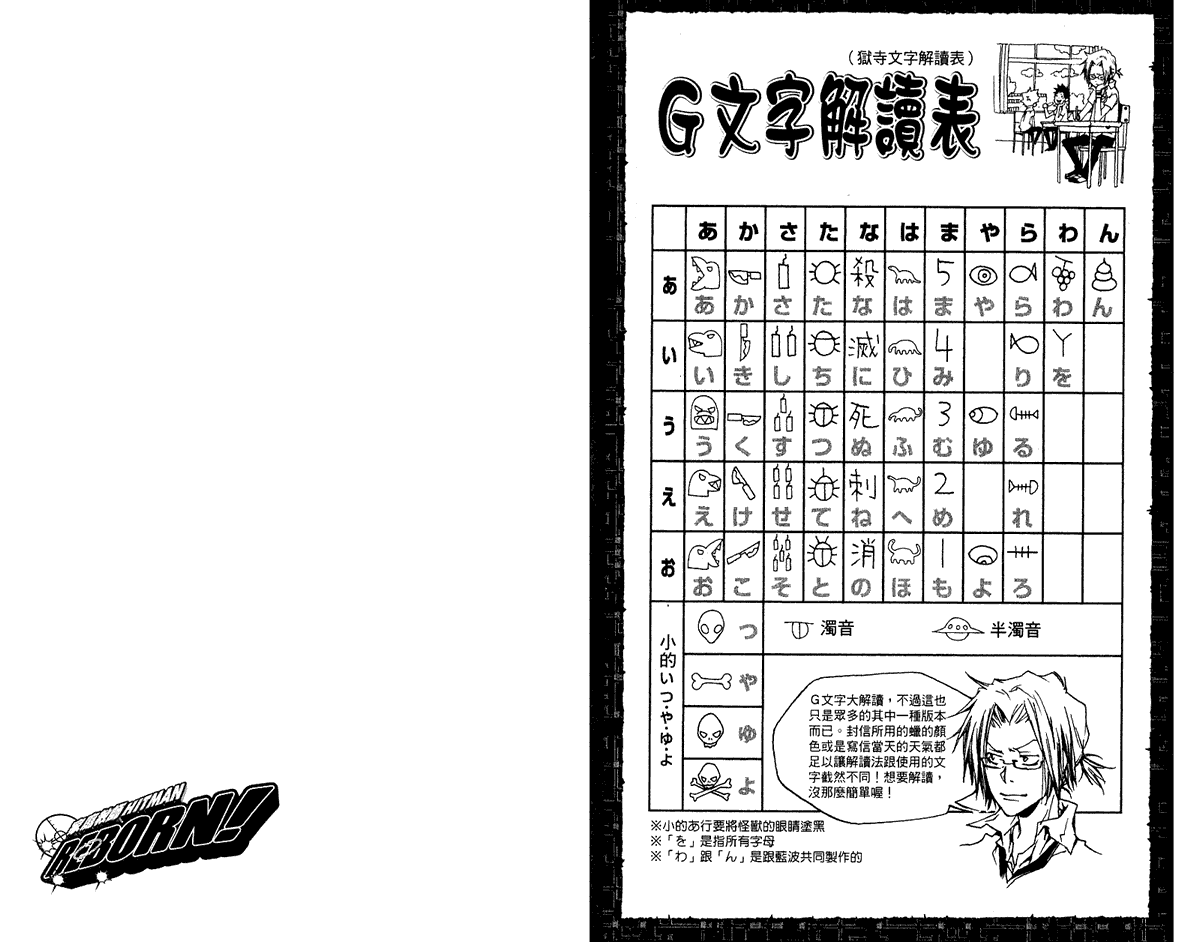 （獄寺文字解讀表）
G文字解讀表
あ か さ た な は ま や ら わ ん
あ
殺 5
あ か さ た な は ま や ら わ ん
い
滅 4
い き し ち に ひ み り を
う
死 3
う く す つ ぬ ふ む ゆ る
え
刺 2
え け せ て ね へ め れ
お
消 1
お こ そ と の ほ も よ ろ
小的いつ・や・ゆ・よ
つ 濁音 半濁音
や
ゆ
よ
G文字大解讀，不過這也
只是眾多的其中一種版本
而已。封信所用的蠟的顏
色或是寫信當天的天氣都
足以讓解讀法跟使用的文
字截然不同！想要解讀，
沒那麼簡單喔！
※小的あ行要將怪獸的眼睛塗黑
※「を」是指所有字母
※「わ」跟「ん」是跟藍波共同製作的
HITMAN
REBORN!